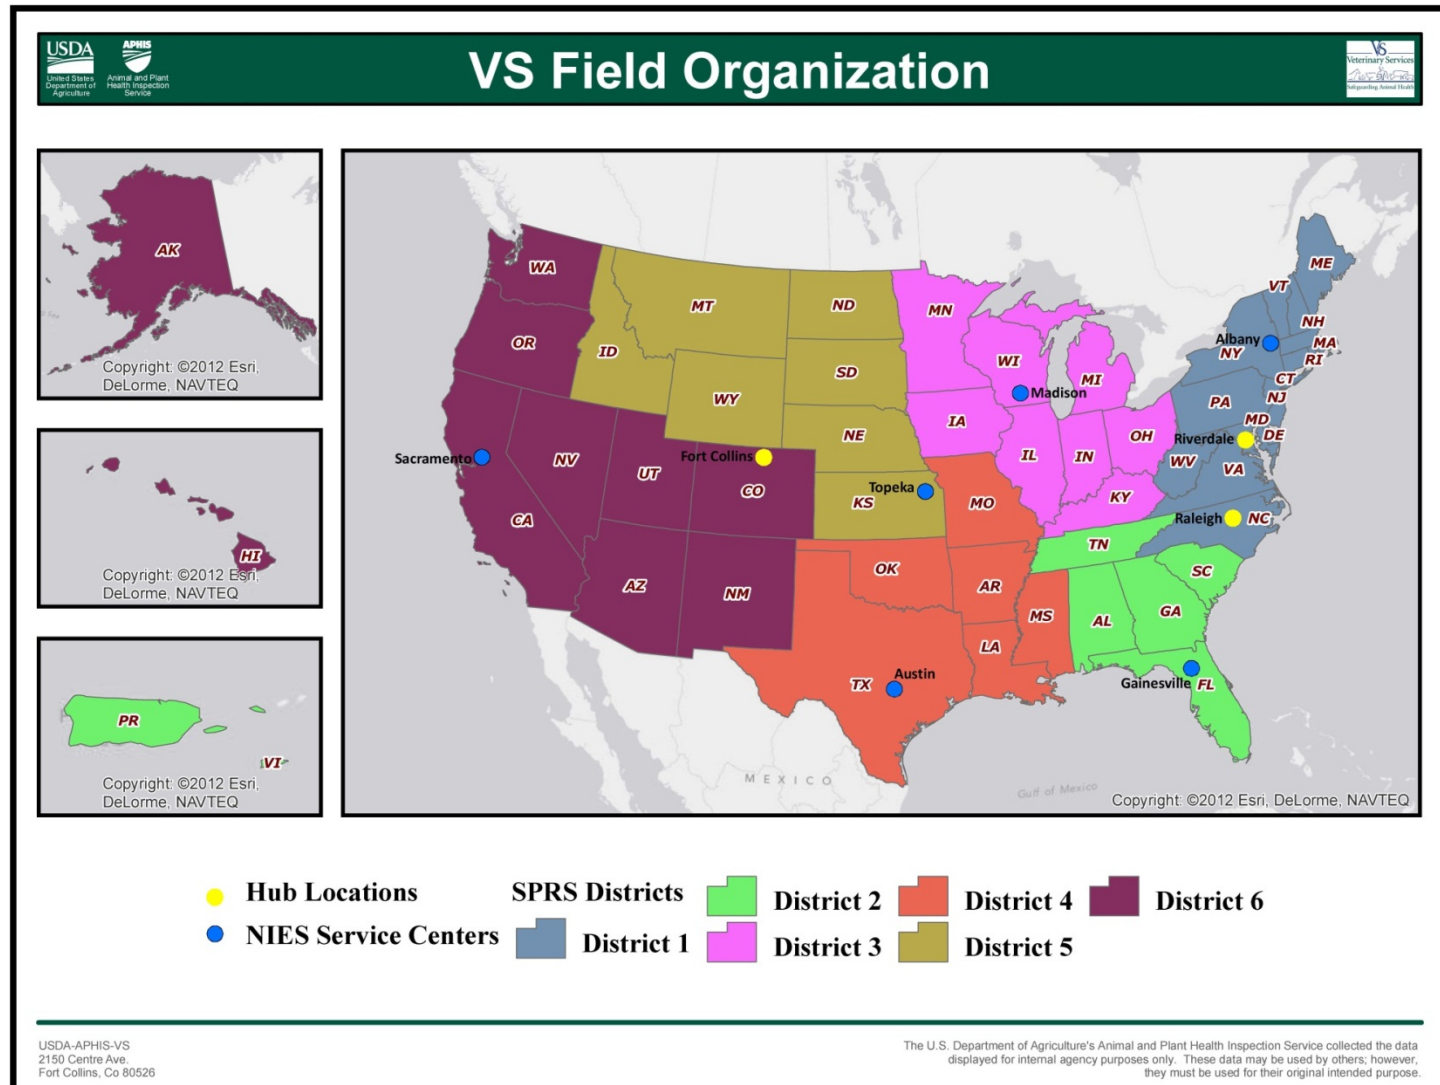 USDA
United States
Department of
Agriculture
APHIS
Animal and Plant
Health Inspection
Service
VS Field Organization
VS
Veterinary Services
Safeguarding Animal Health
AK
Copyright: ©2012 Esri,
DeLorme, NAVTEQ
HI
Copyright: ©2012 Esri,
DeLorme, NAVTEQ
PR
VI
Copyright: ©2012 Esri,
DeLorme, NAVTEQ
WA
MT
ND
MN
ME
VT
OR
ID
SD
WI
MI
Albany
NY
NH
MA
RI
CT
WY
Madison
PA
NJ
NE
IA
OH
MD
DE
Riverdale
Sacramento
NV
UT
Fort Collins
CO
IL
IN
WV
VA
KS
Topeka
MO
KY
CA
Raleigh
NC
TN
AZ
NM
OK
AR
SC
MS
AL
GA
LA
TX
Austin
Gainesville
FL
MEXICO
Gulf of Mexico
Copyright: ©2012 Esri, DeLorme, NAVTEQ
Hub Locations
NIES Service Centers
SPRS Districts
District 1
District 2
District 3
District 4
District 5
District 6
USDA-APHIS-VS
2150 Centre Ave.
Fort Collins, Co 80526
The U.S. Department of Agriculture's Animal and Plant Health Inspection Service collected the data
displayed for internal agency purposes only. These data may be used by others; however,
they must be used for their original intended purpose.